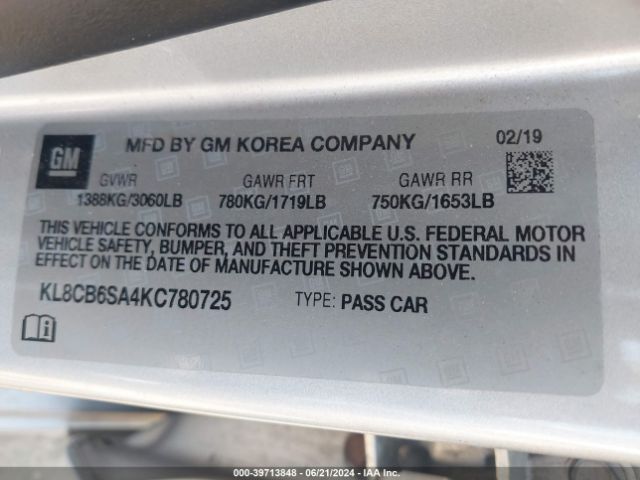 GM MFD BY GM KOREA COMPANY 02/19
GVWR GAWR FRT GAWR RR
1388KG/3060LB 780KG/1719LB 750KG/1653LB
THIS VEHICLE CONFORMS TO ALL APPLICABLE U.S. FEDERAL MOTOR
VEHICLE SAFETY, BUMPER, AND THEFT PREVENTION STANDARDS IN
EFFECT ON THE DATE OF MANUFACTURE SHOWN ABOVE.
KL8CB6SA4KC780725 TYPE: PASS CAR
000-39713848 - 06/21/2024 - IAA Inc.